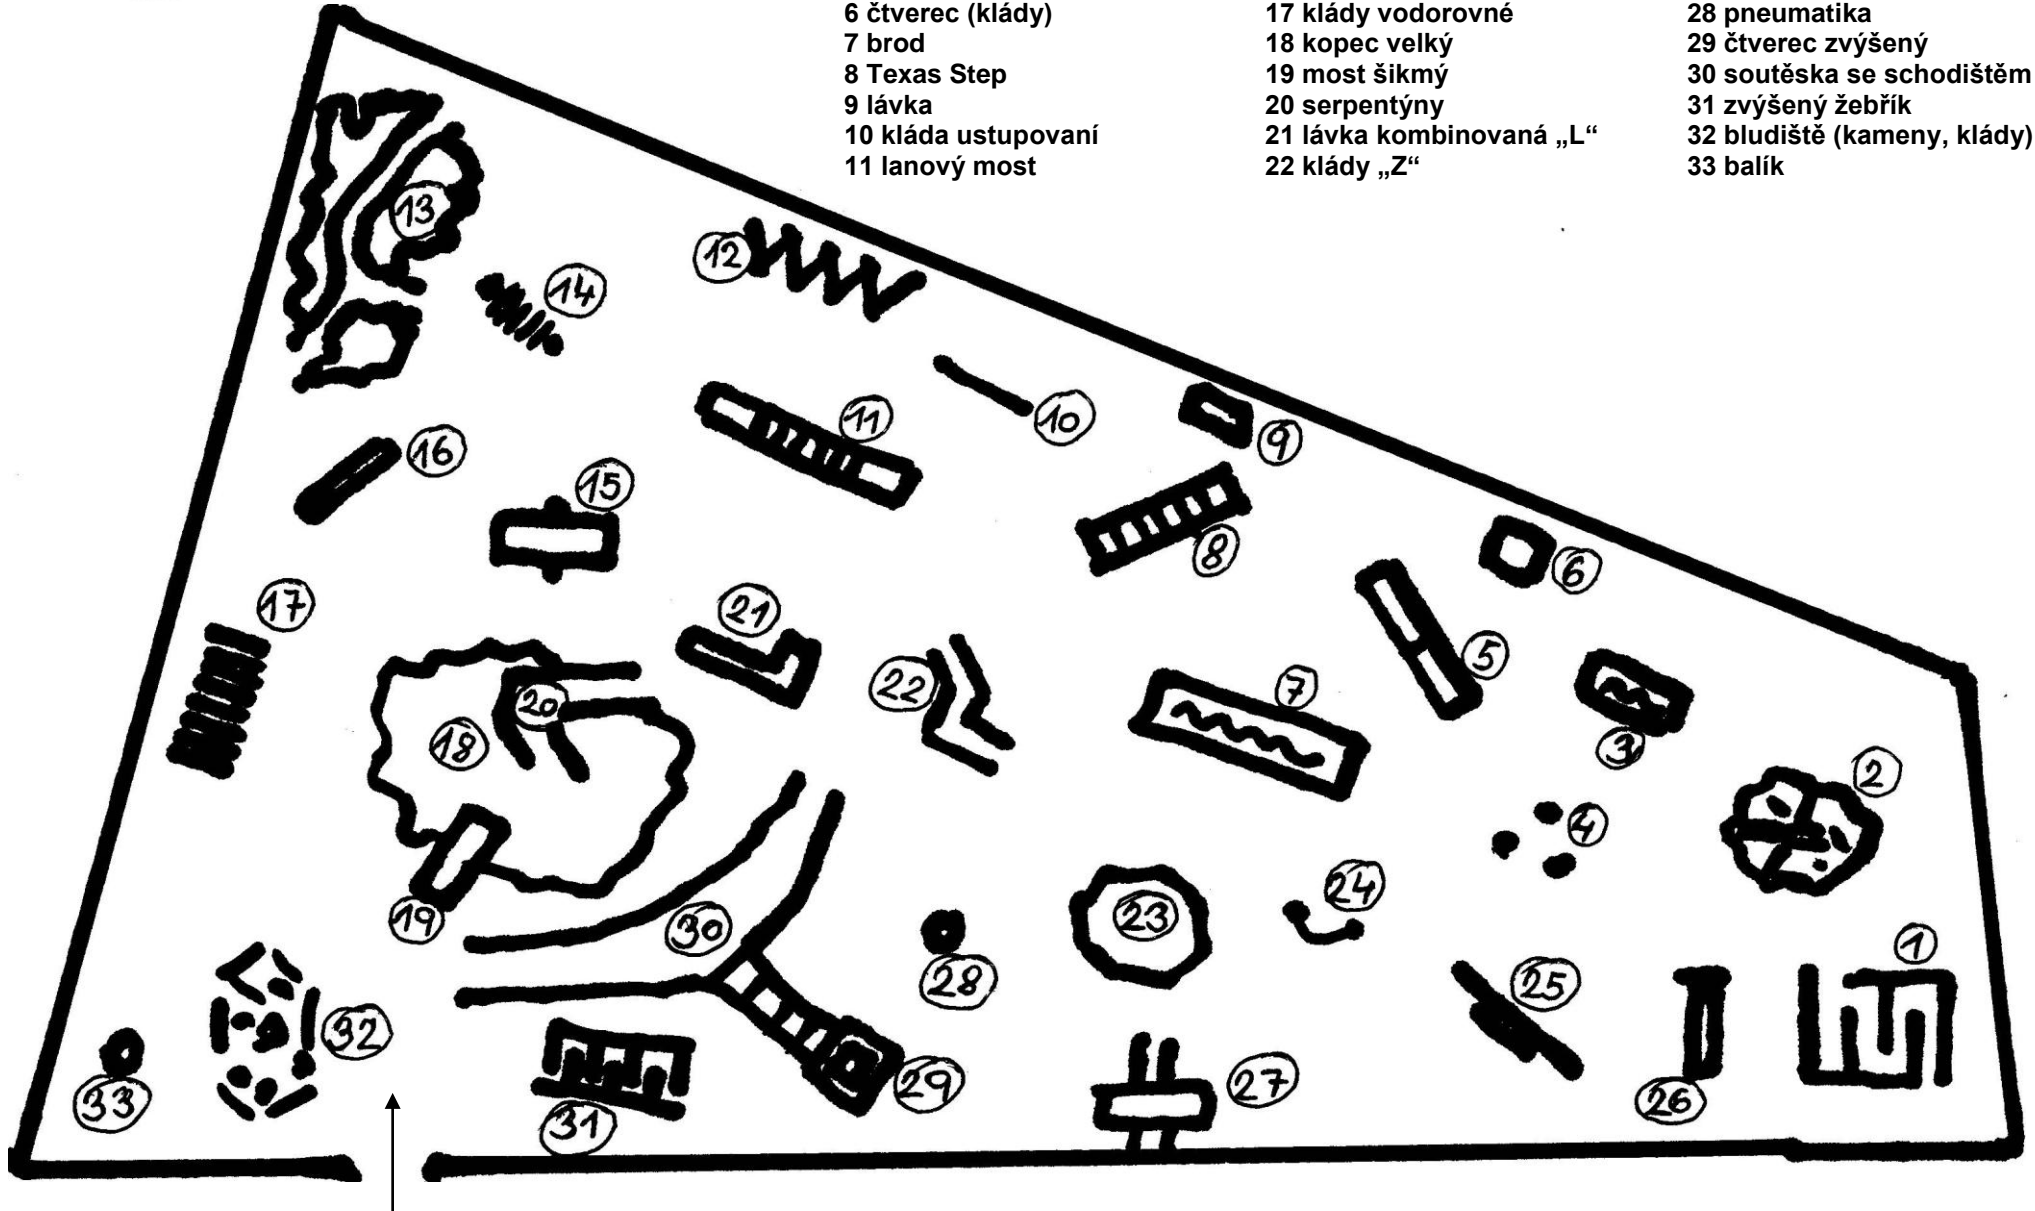 6 čtverec (klády)
7 brod
8 Texas Step
9 lávka
10 kláda ustupovaní
11 lanový most
17 klády vodorovné
18 kopec velký
19 most šikmý
20 serpentýny
21 lávka kombinovaná „L“
22 klády „Z“
28 pneumatika
29 čtverec zvýšený
30 soutěska se schodištěm
31 zvýšený žebřík
32 bludiště (kameny, klády)
33 balík
13
12
14
11
10
9
16
15
8
6
17
21
5
22
7
20
18
3
2
4
24
19
30
23
1
28
25
32
29
27
33
31
26